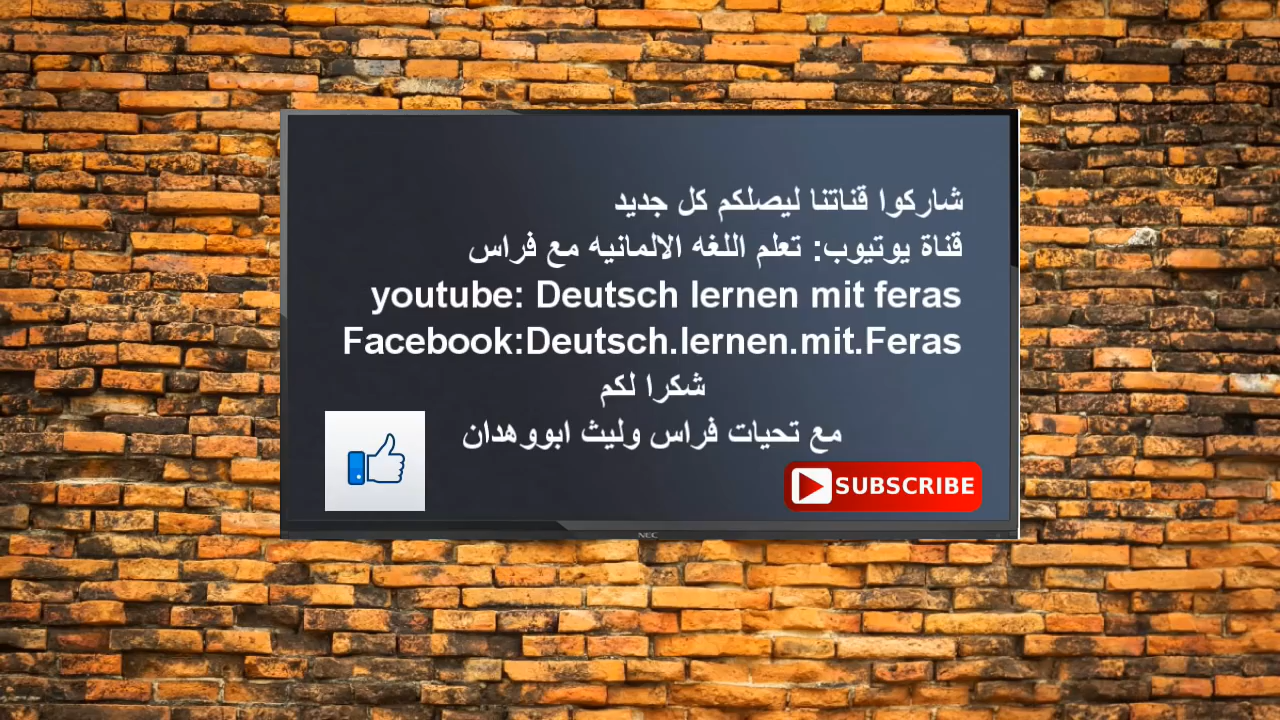 شاركوا قناتنا ليصلكم كل جديد
قناة يوتيوب: تعلم اللغه الالمانيه مع فراس
youtube: Deutsch lernen mit feras
Facebook:Deutsch.lernen.mit.Feras
شكرا لكم
مع تحيات فراس وليث ابووهدان
SUBSCRIBE
NEC